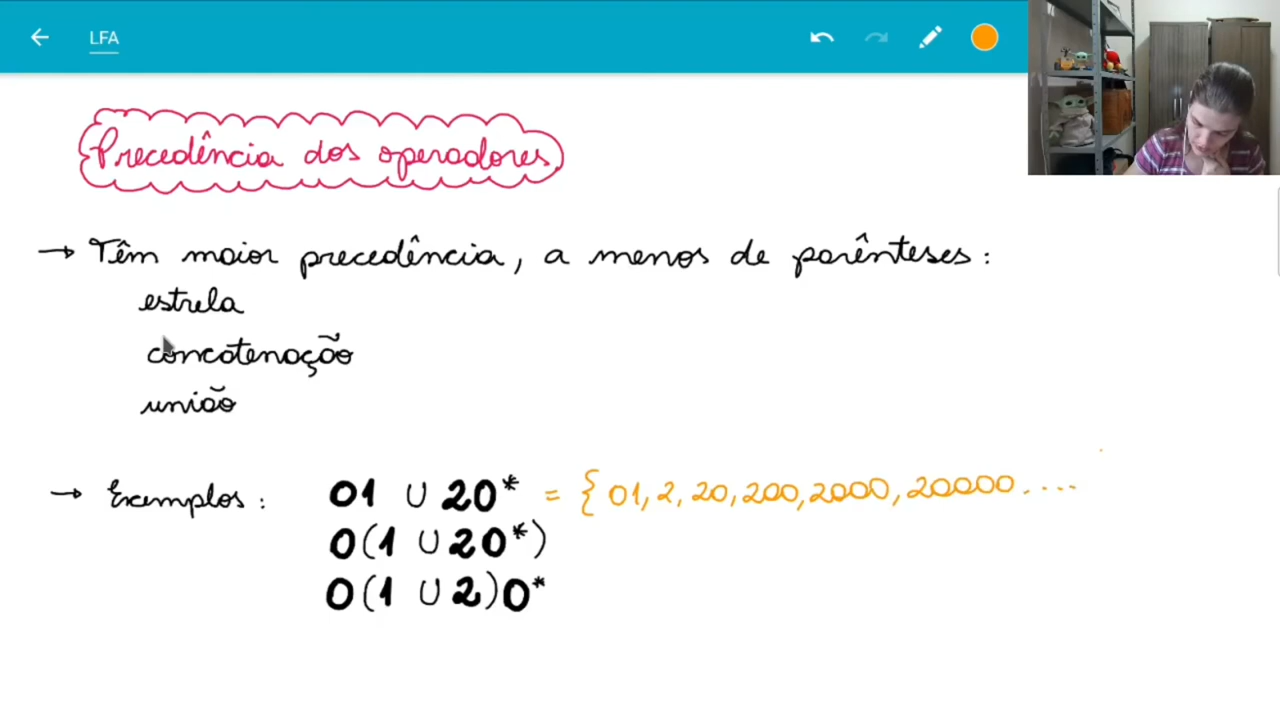 LFA
Precedência dos operadores
→ Têm maior precedência, a menos de parênteses:
estrela
concatenação
união
→ Exemplos: 01 ∪ 20* = {01, 2, 20, 200, 2000, 20000, ....
0(1 ∪ 20*)
0(1 ∪ 2)0*